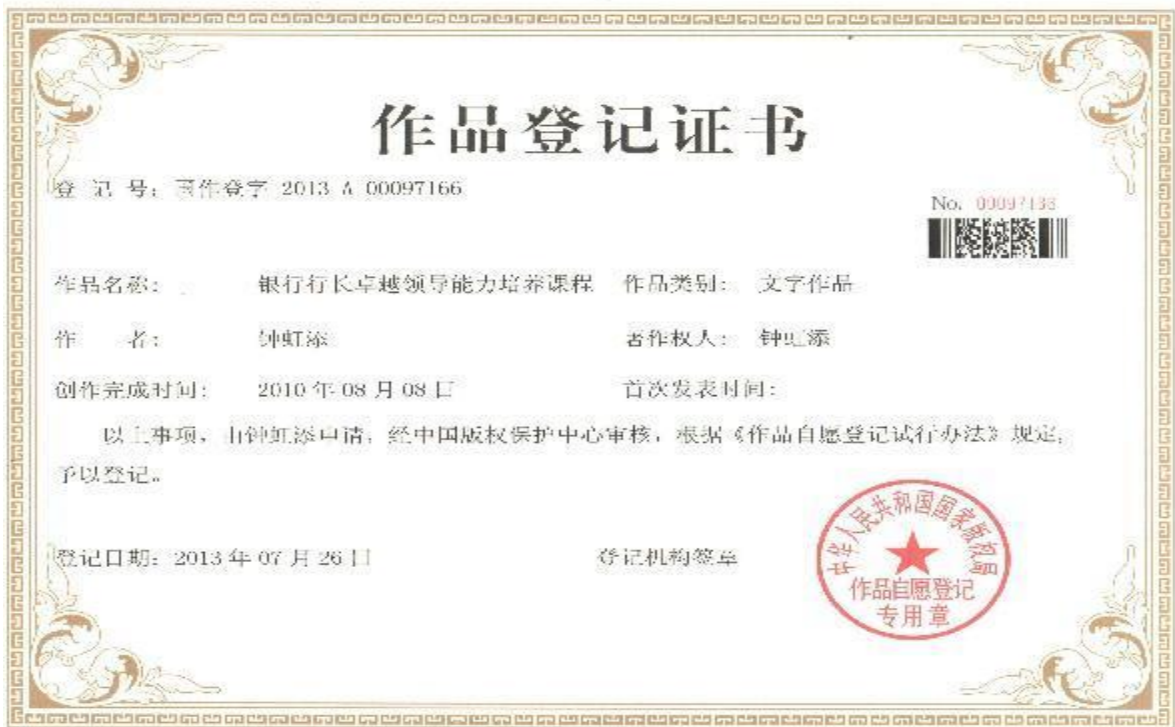 作品登记证书
登 记 号: 国作登字 2013 A 00097166
No. 00097166
作品名称: 银行行长卓越领导能力培养课程 作品类别: 文字作品
作 者: 钟虹添 著作权人: 钟虹添
创作完成时间: 2010 年 08 月 08 日 首次发表时间:
以上事项, 由钟虹添申请, 经中国版权保护中心审核, 根据《作品自愿登记试行办法》规定,
予以登记。
登记日期: 2013 年 07 月 26 日 登记机构签章
中华人民共和国国家版权局
作品自愿登记
专用章